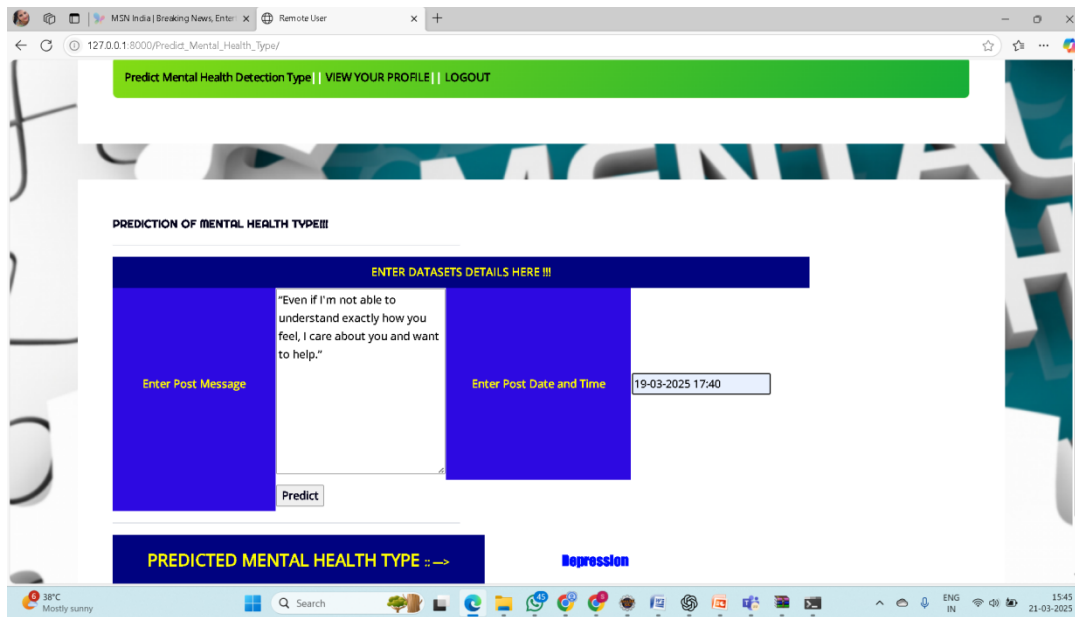 MSN India | Breaking News, Enter
Remote User
127.0.0.1:8000/Predict_Mental_Health_Type/
Predict Mental Health Detection Type || VIEW YOUR PROFILE || LOGOUT
MENTAL
PREDICTION OF MENTAL HEALTH TYPE!!!
ENTER DATASETS DETAILS HERE !!!
Enter Post Message
“Even if I'm not able to
understand exactly how you
feel, I care about you and want
to help.”
Enter Post Date and Time
19-03-2025 17:40
Predict
PREDICTED MENTAL HEALTH TYPE :: —>
Depression
6
38°C
Mostly sunny
Search
45
ENG
IN
15:45
21-03-2025